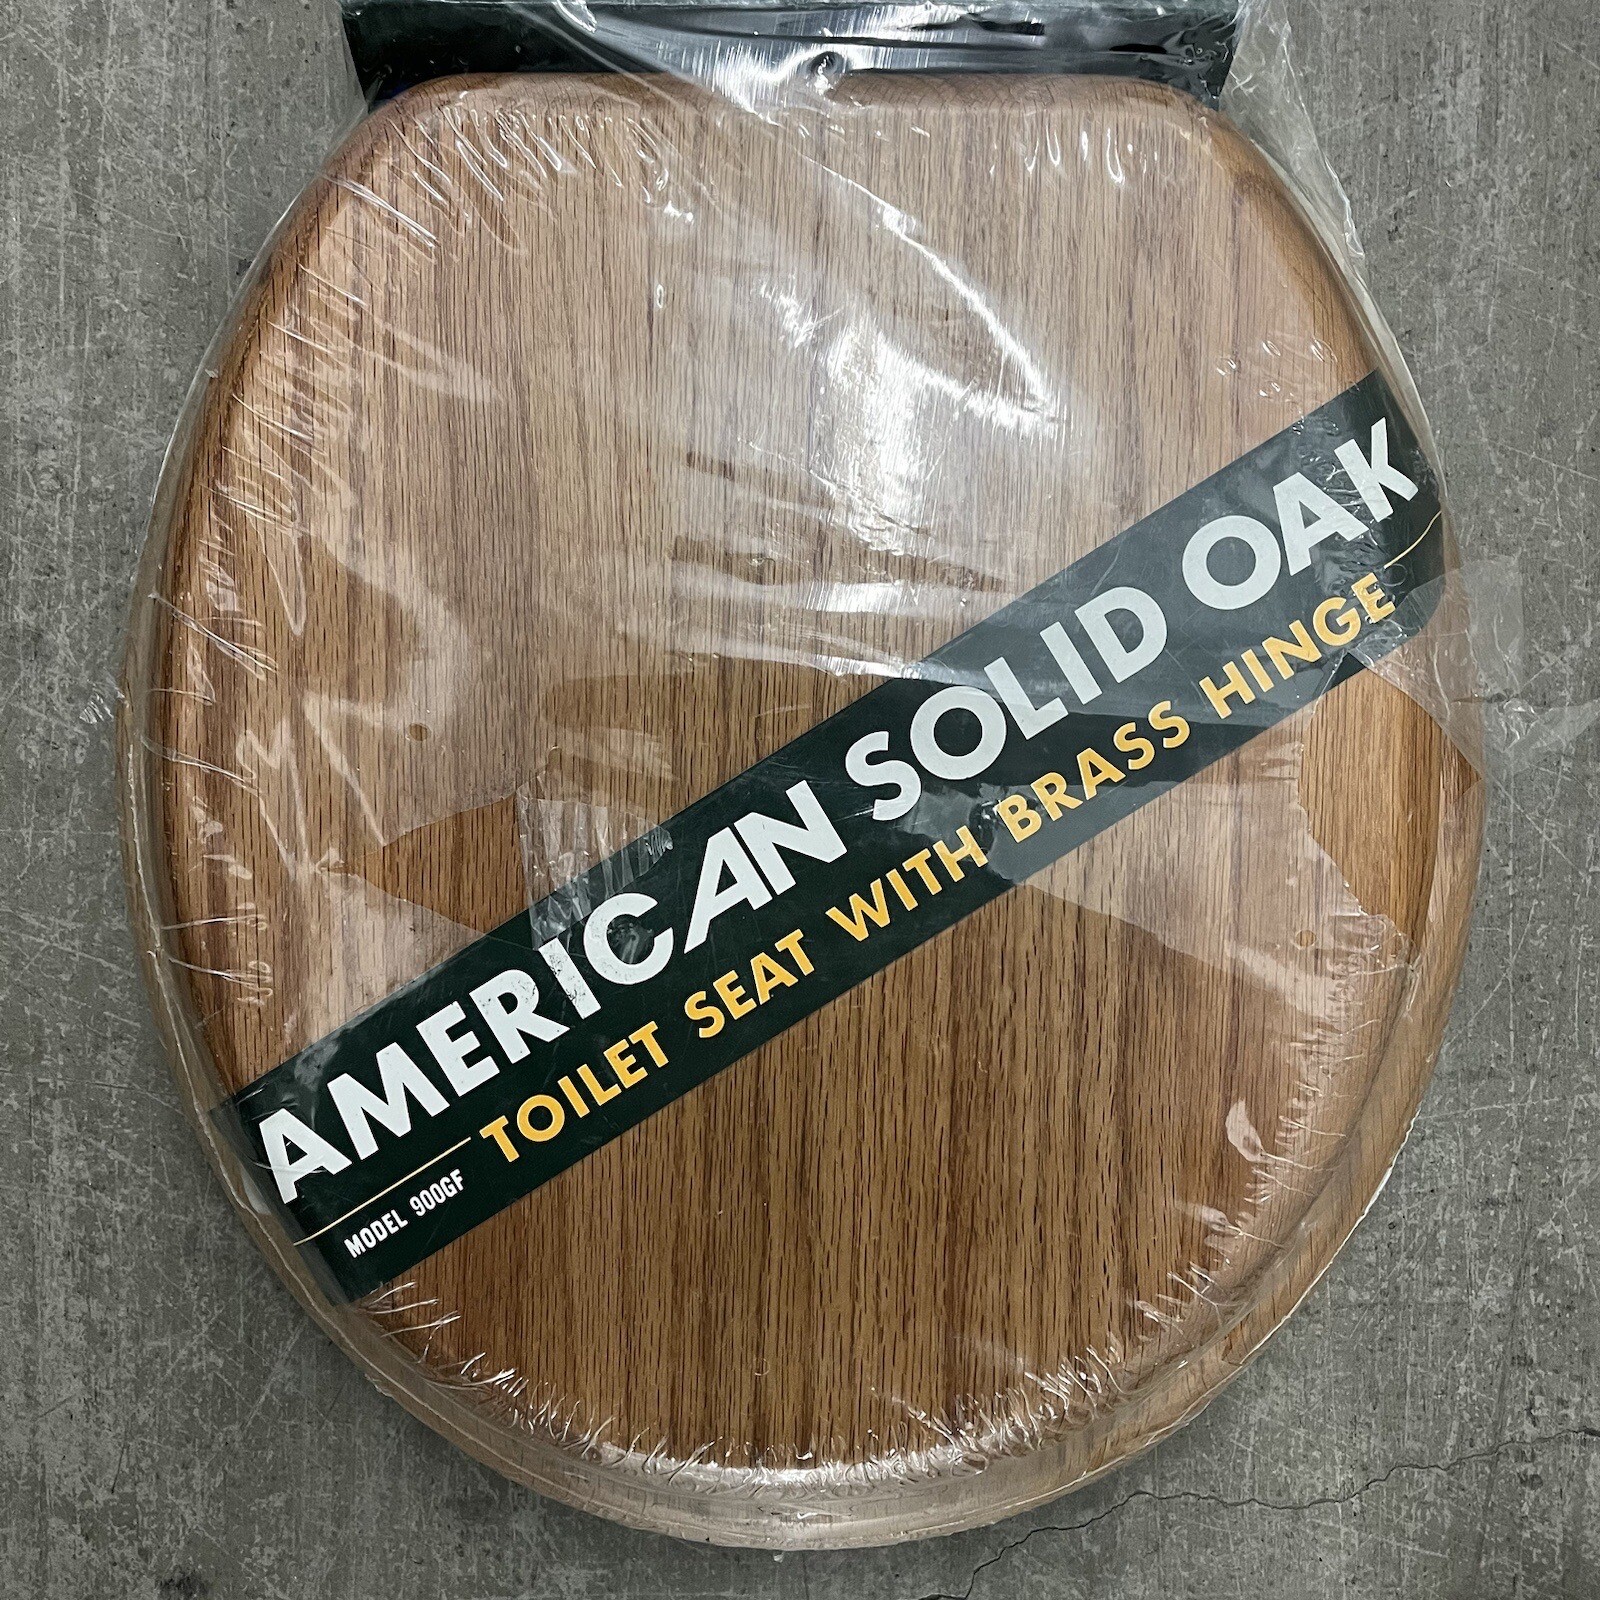 AMERICAN SOLID OAK
TOILET SEAT WITH BRASS HINGE
MODEL 900GF